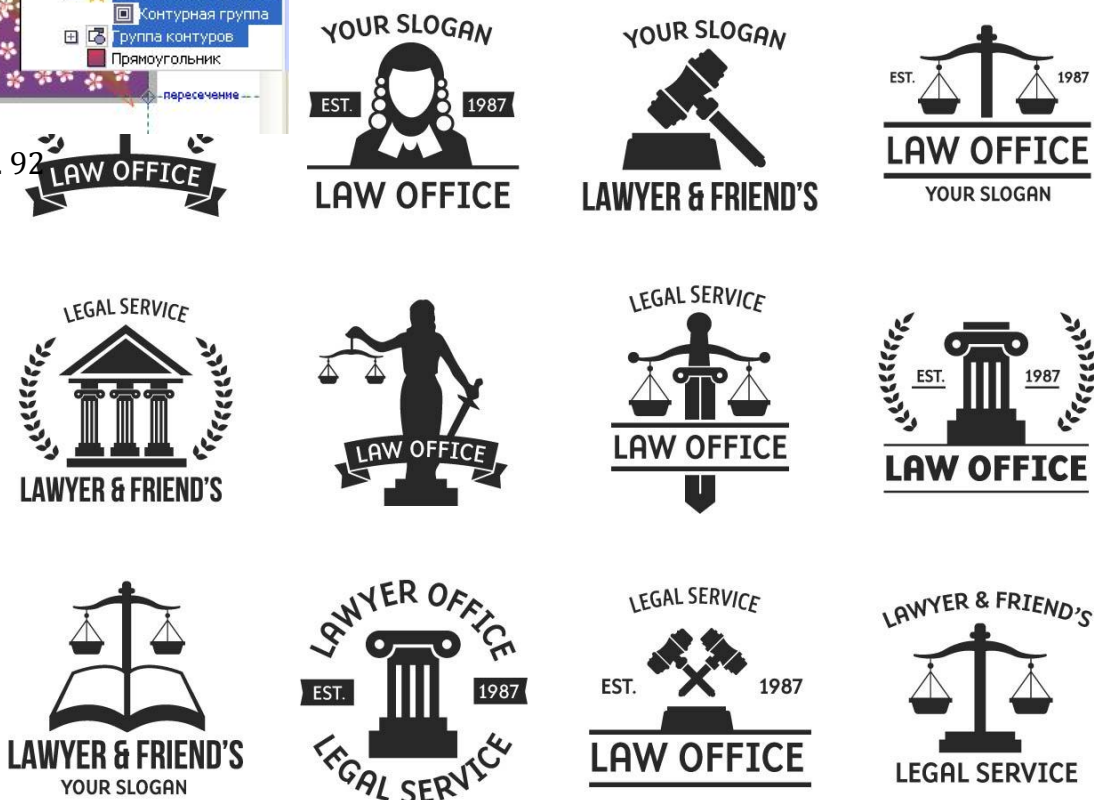 Контурная группа
Группа контуров
Прямоугольник
пересечение
. 92
LAW OFFICE
YOUR SLOGAN
EST. 1987
LAW OFFICE
YOUR SLOGAN
LAWYER & FRIEND'S
EST. 1987
LAW OFFICE
YOUR SLOGAN
LEGAL SERVICE
LAWYER & FRIEND'S
LAW OFFICE
LEGAL SERVICE
LAW OFFICE
EST. 1987
LAW OFFICE
LAWYER & FRIEND'S
YOUR SLOGAN
LAWYER OFFICE
EST. 1987
LEGAL SERVICE
LEGAL SERVICE
EST. 1987
LAW OFFICE
LAWYER & FRIEND'S
LEGAL SERVICE